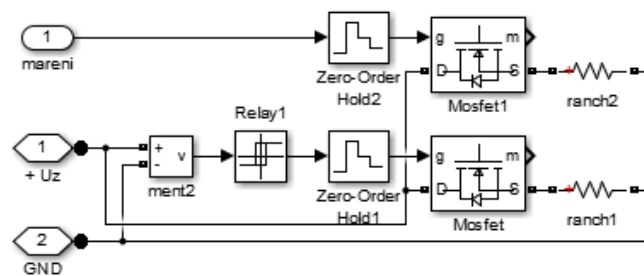 1
mareni
Zero-Order
Hold2
g
m
D
S
Mosfet1
ranch2
1
+ Uz
+
-
v
ment2
Relay1
Zero-Order
Hold1
g
m
D
S
Mosfet
+
ranch1
+
2
GND